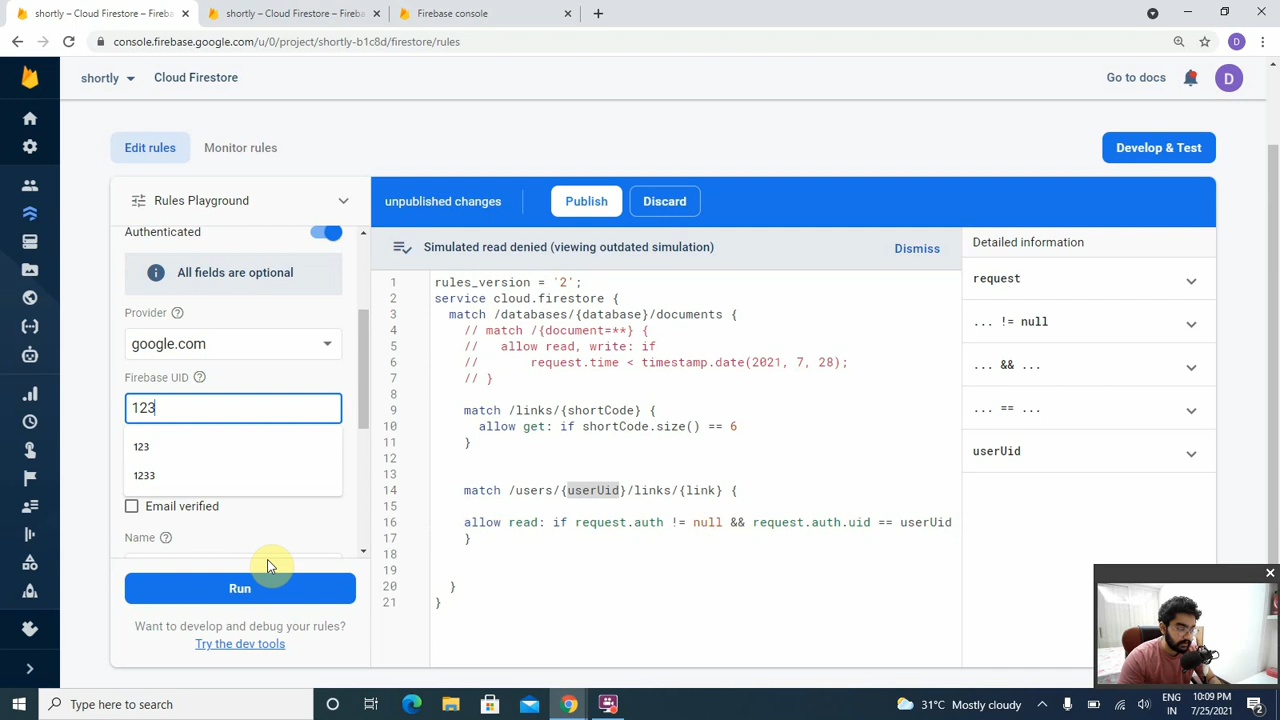 shortly – Cloud Firestore – Fireb
shortly – Cloud Firestore – Fireb
Firebase console
console.firebase.google.com/u/0/project/shortly-b1c8d/firestore/rules
D
shortly
Cloud Firestore
Go to docs
D
Edit rules
Monitor rules
Develop & Test
Rules Playground
unpublished changes
Publish
Discard
Authenticated
Simulated read denied (viewing outdated simulation)
Dismiss
Detailed information
All fields are optional
request
... != null
... && ...
... == ...
userUid
Provider
google.com
Firebase UID
123
123
1233
Email verified
Name
Run
Want to develop and debug your rules?
Try the dev tools
1 rules_version = '2';
2 service cloud.firestore {
3 match /databases/{database}/documents {
4 // match /{document=**} {
5 // allow read, write: if
6 // request.time < timestamp.date(2021, 7, 28);
7 // }
8
9 match /links/{shortCode} {
10 allow get: if shortCode.size() == 6
11 }
12
13
14 match /users/{userUid}/links/{link} {
15
16 allow read: if request.auth != null && request.auth.uid == userUid
17 }
18
19
20 }
21 }
Type here to search
31°C Mostly cloudy
ENG
IN
10:09 PM
7/25/2021
2